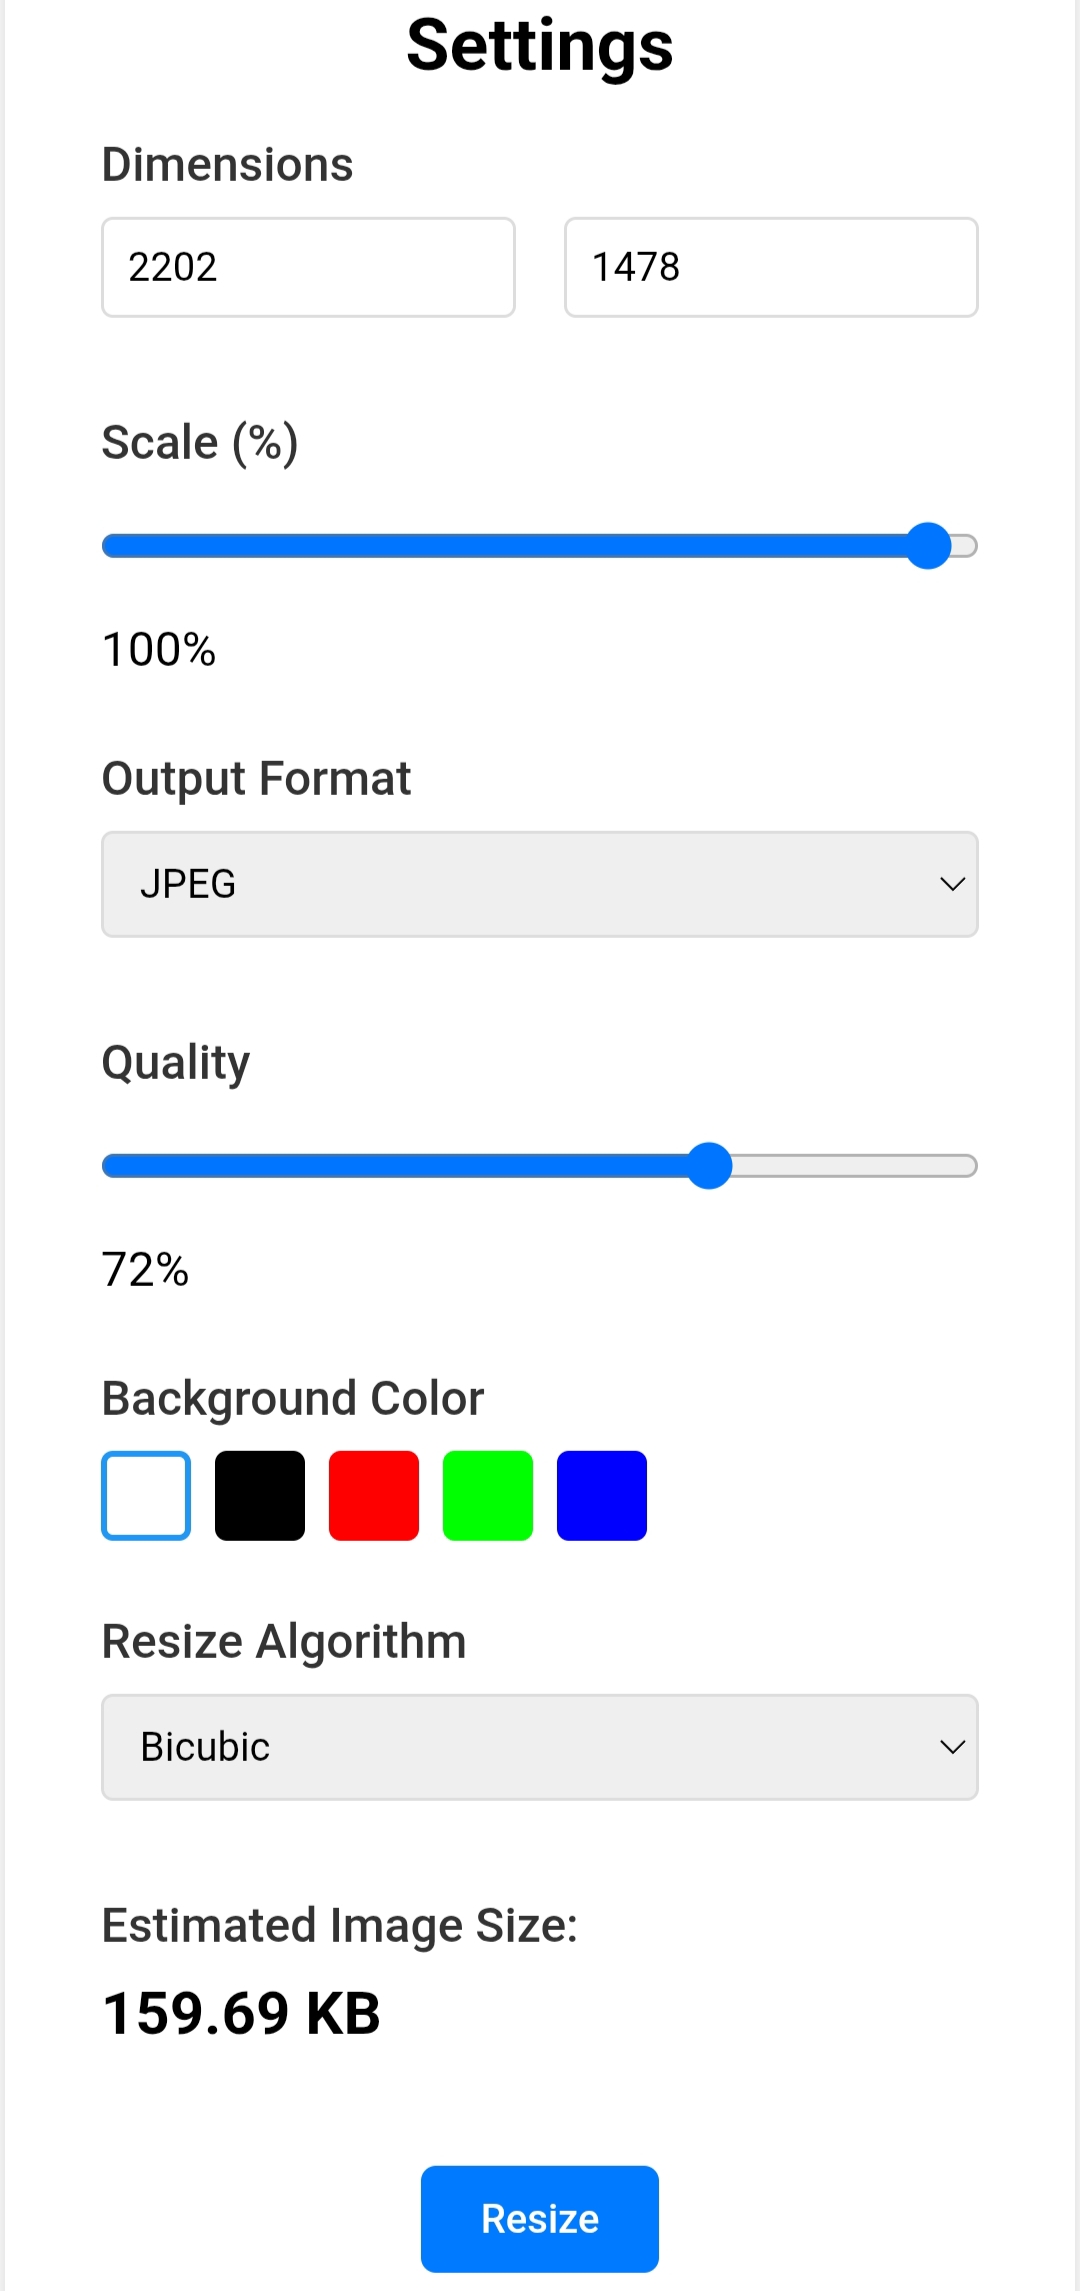 Settings
Dimensions
2202 1478
Scale (%)
100%
Output Format
JPEG
Quality
72%
Background Color
Resize Algorithm
Bicubic
Estimated Image Size:
159.69 KB
Resize